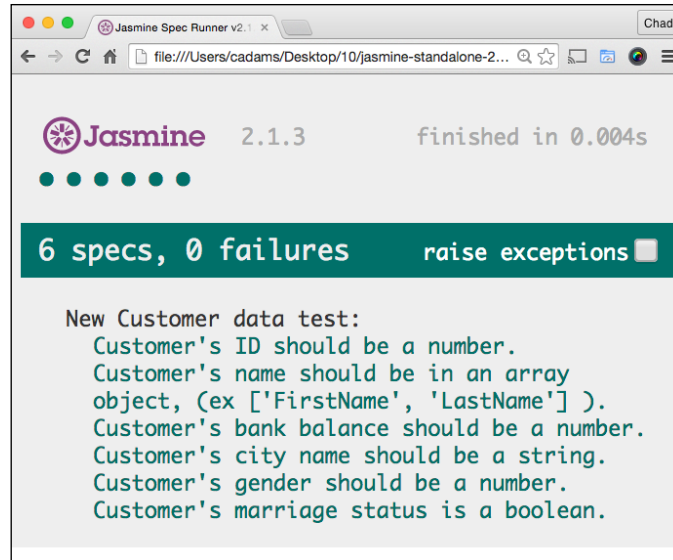 Jasmine Spec Runner v2.1
Chad
file:///Users/cadams/Desktop/10/jasmine-standalone-2...
Jasmine 2.1.3 finished in 0.004s
6 specs, 0 failures raise exceptions
New Customer data test:
Customer's ID should be a number.
Customer's name should be in an array
object, (ex ['FirstName', 'LastName'] ).
Customer's bank balance should be a number.
Customer's city name should be a string.
Customer's gender should be a number.
Customer's marriage status is a boolean.